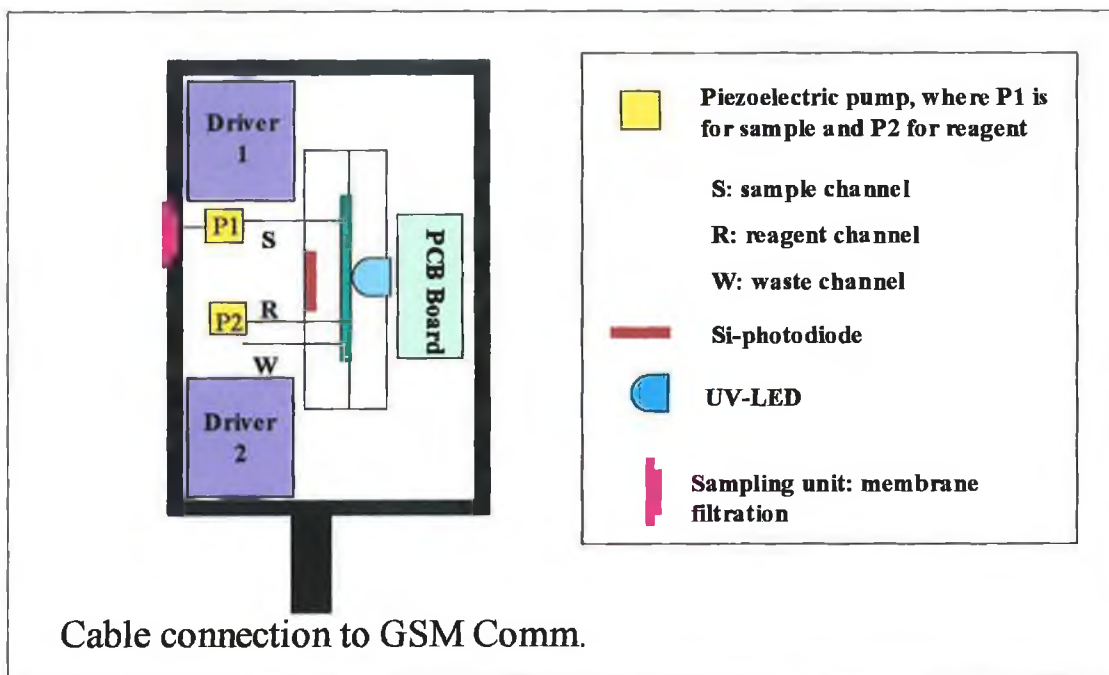 Driver
1
P1
S
R
P2
W
Driver
2
PCB Board
Cable connection to GSM Comm.
Piezoelectric pump, where P1 is
for sample and P2 for reagent
S: sample channel
R: reagent channel
W: waste channel
Si-photodiode
UV-LED
Sampling unit: membrane
filtration